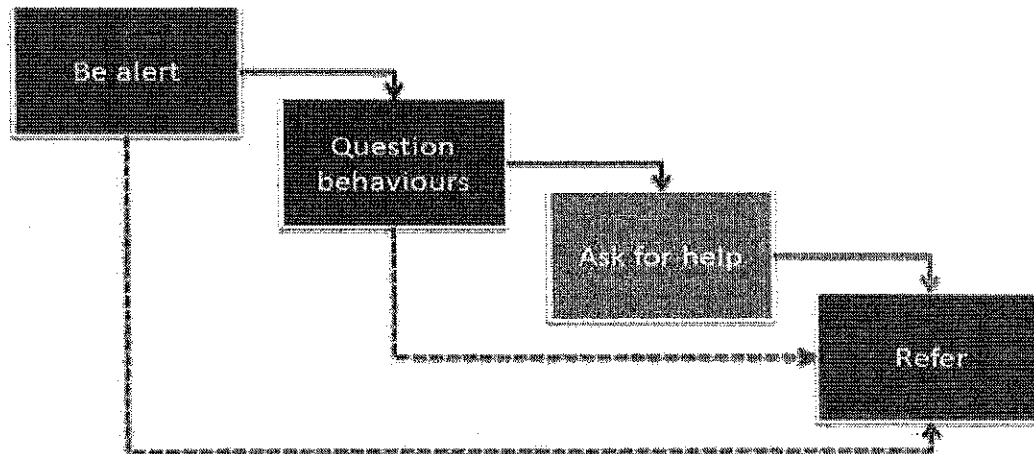 Be alert
Question
behaviours
Ask for help
Refer